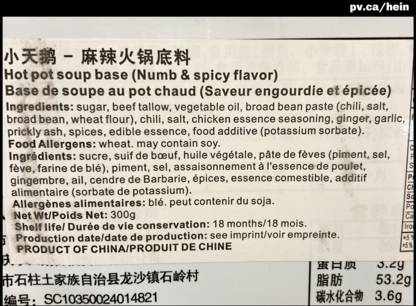 pv.ca/hein
小天鹅 - 麻辣火锅底料
Hot pot soup base (Numb & spicy flavor)
Base de soupe au pot chaud (Saveur engourdie et épicée)
Ingredients: sugar, beef tallow, vegetable oil, broad bean paste (chili, salt,
broad bean, wheat flour), chili, salt, chicken essence seasoning, ginger, garlic,
prickly ash, spices, edible essence, food additive (potassium sorbate).
Food Allergens: wheat. may contain soy.
Ingrédients: sucre, suif de bœuf, huile végétale, pâte de fèves (piment, sel,
fève, farine de blé), piment, sel, assaisonnement à l'essence de poulet,
gingembre, ail, cendre de Barbarie, épices, essence comestible, additif
alimentaire (sorbate de potassium).
Allergènes alimentaires: blé. peut contenir du soja.
Net Wt/Poids Net: 300g
Shelf life/ Durée de vie conservation: 18 months/18 mois.
Production date/date de production: see imprint/voir empreinte.
PRODUCT OF CHINA/PRODUIT DE CHINE
市石柱土家族自治县龙沙镇石岭村
编号: SC10350024014821
蛋白质 3.2g
脂肪 53.2g
碳水化合物 3.6g